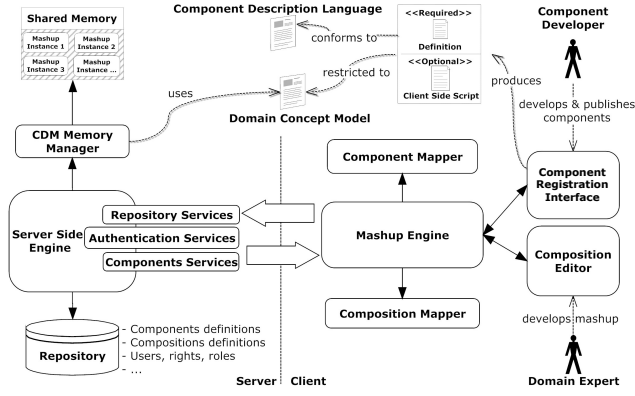 Component Description Language
Component
Developer
Shared Memory
Mashup
Instance 1
Mashup
Instance 2
Mashup
Instance 3
Mashup
Instance ...
<<Required>>
Definition
<<Optional>>
Client Side Script
conforms to
restricted to
produces
uses
develops & publishes
components
Domain Concept Model
CDM Memory
Manager
Component Mapper
Component
Registration
Interface
Server Side
Engine
Repository Services
Authentication Services
Components Services
Mashup Engine
Composition
Editor
Composition Mapper
develops mashup
Repository
- Components definitions
- Compositions definitions
- Users, rights, roles
- ...
Server
Client
Domain Expert